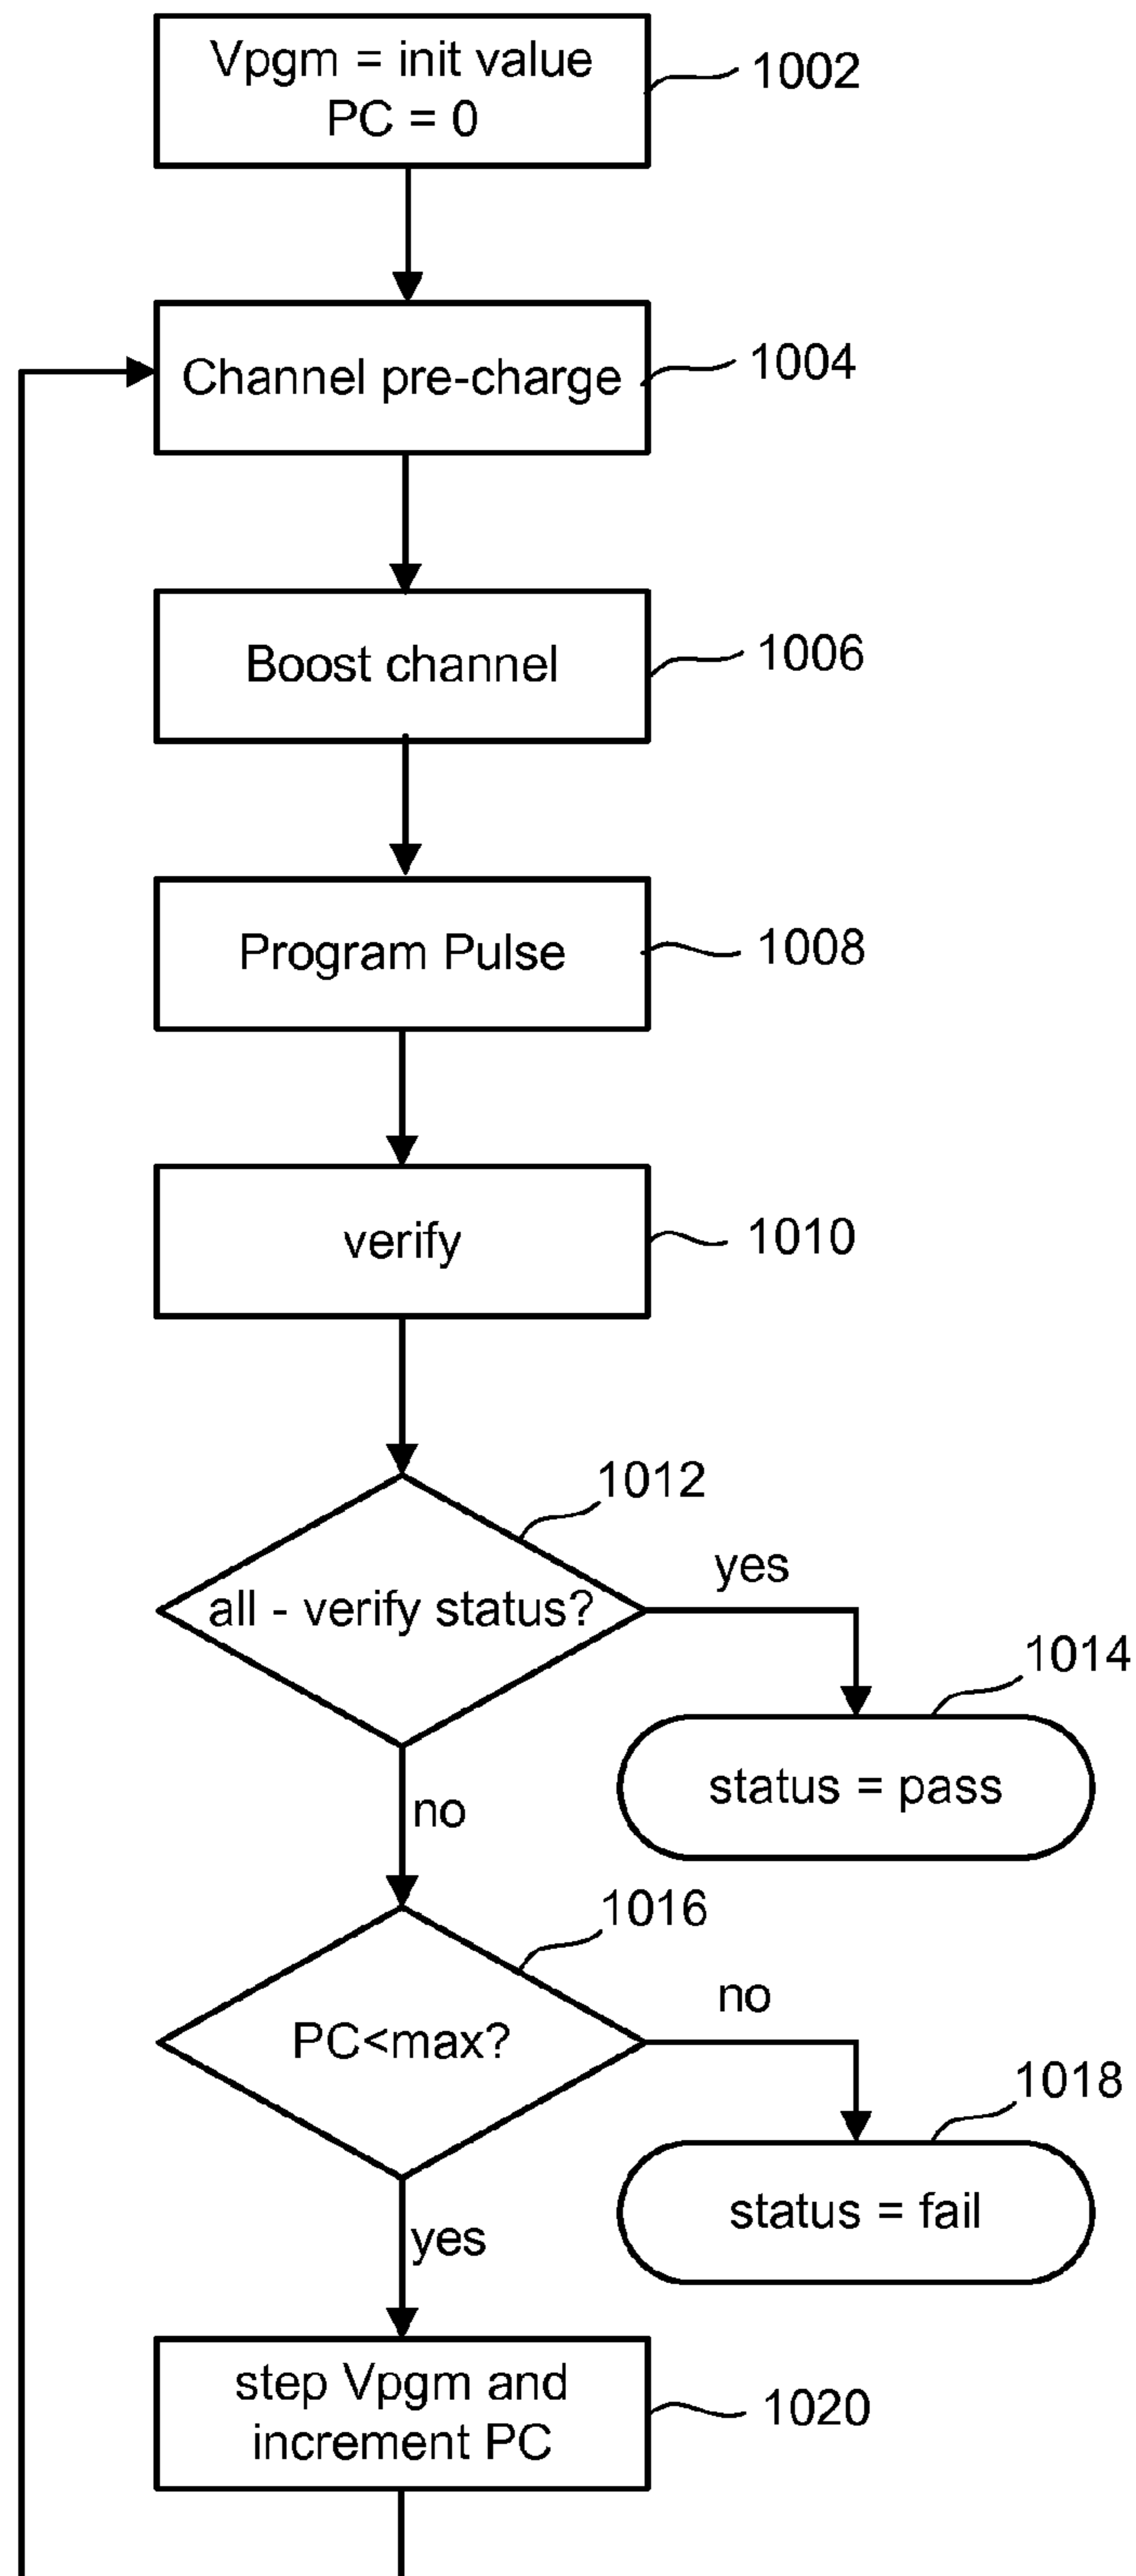 Vpgm = init value
PC = 0
1002
Channel pre-charge
1004
Boost channel
1006
Program Pulse
1008
verify
1010
1012
all - verify status?
yes
1014
status = pass
no
1016
PC<max?
no
1018
status = fail
yes
step Vpgm and
increment PC
1020